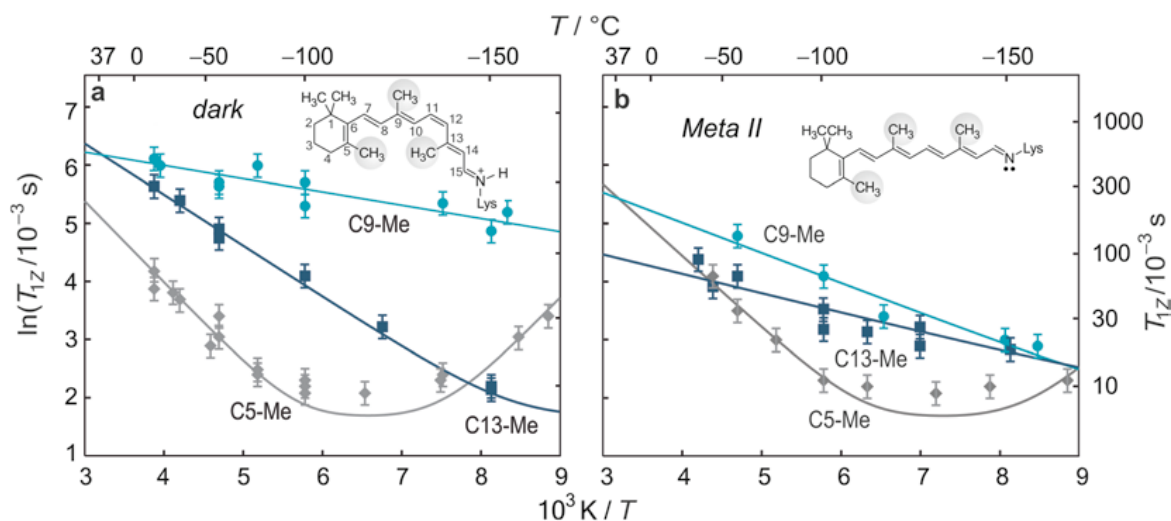 T / °C
37 0 −50 −100 −150
37 0 −50 −100 −150
a
dark
H₃C CH₃
CH₃
1 2 3 4 5 6 7 8 9 10 11 12 13 14 15
CH₃
H₃C
N
+
H
Lys
C9-Me
C5-Me
C13-Me
ln(T₁Z/10⁻³ s)
7
6
5
4
3
2
1
3 4 5 6 7 8 9
b
Meta II
H₃C CH₃
CH₃
CH₃
CH₃
N
Lys
C9-Me
C13-Me
C5-Me
1000
300
100
30
10
T₁Z/10⁻³ s
3 4 5 6 7 8 9
10³ K / T